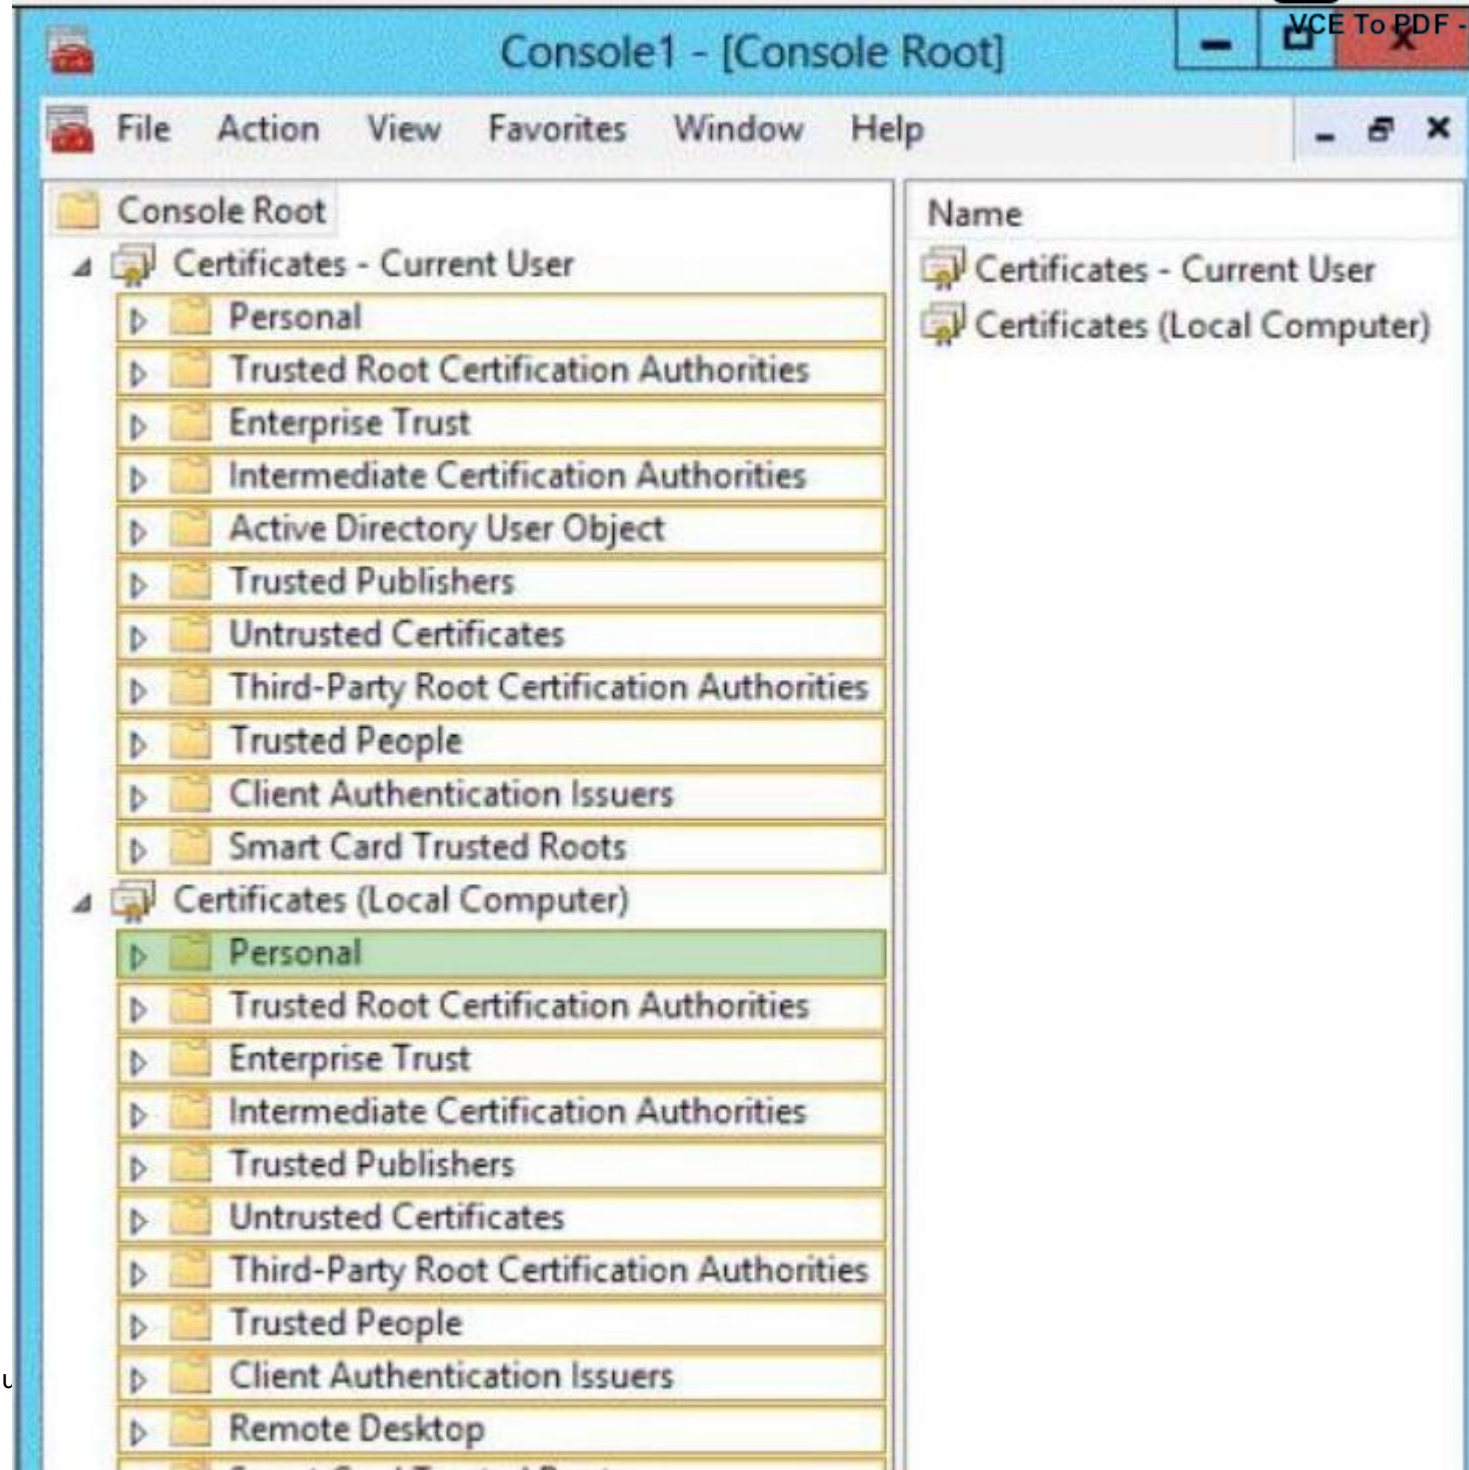 VCE To PDF -
Console1 - [Console Root]
File Action View Favorites Window Help
Console Root
Certificates - Current User
Personal
Trusted Root Certification Authorities
Enterprise Trust
Intermediate Certification Authorities
Active Directory User Object
Trusted Publishers
Untrusted Certificates
Third-Party Root Certification Authorities
Trusted People
Client Authentication Issuers
Smart Card Trusted Roots
Certificates (Local Computer)
Personal
Trusted Root Certification Authorities
Enterprise Trust
Intermediate Certification Authorities
Trusted Publishers
Untrusted Certificates
Third-Party Root Certification Authorities
Trusted People
Client Authentication Issuers
Remote Desktop
Name
Certificates - Current User
Certificates (Local Computer)